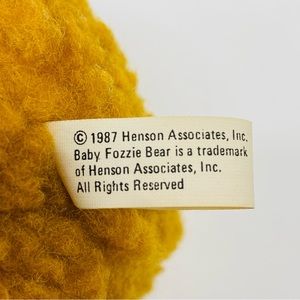 © 1987 Henson Associates, Inc.
Baby Fozzie Bear is a trademark
of Henson Associates, Inc.
All Rights Reserved